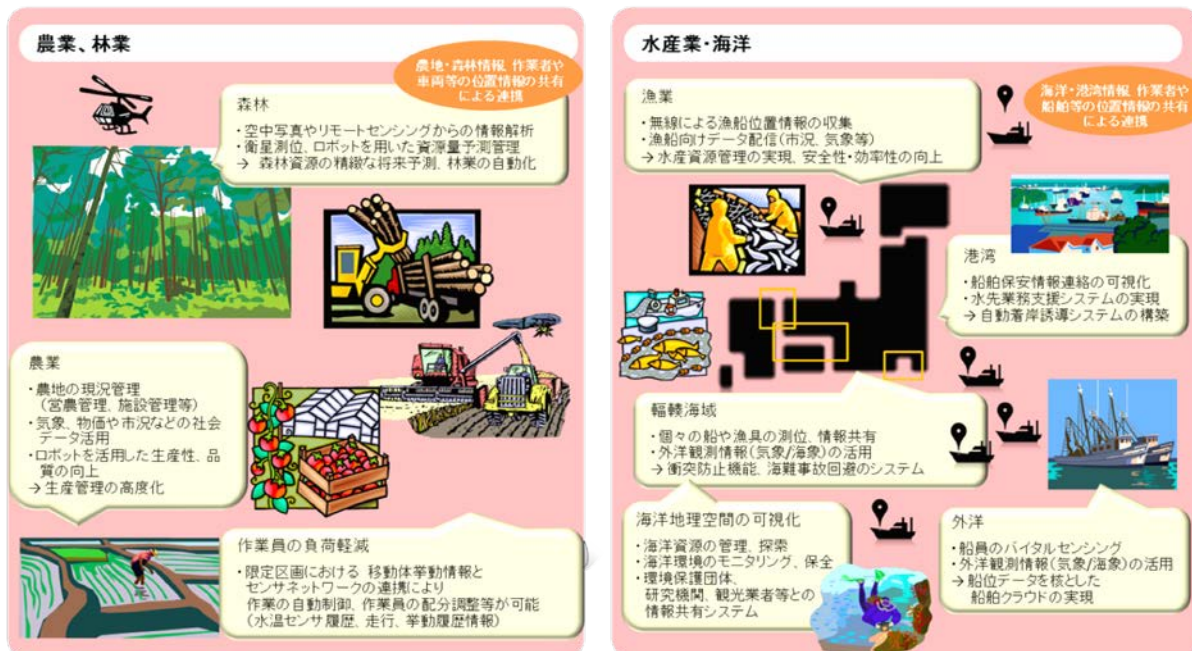 農業、林業
農地・森林情報、作業者や
車両等の位置情報の共有
による連携
森林
・空中写真やリモートセンシングからの情報解析
・衛星測位、ロボットを用いた資源量予測管理
→ 森林資源の精緻な将来予測、林業の自動化
農業
・農地の現況管理
(営農管理、施設管理等)
・気象、物価や市況などの社会
データ活用
・ロボットを活用した生産性、品
質の向上
→ 生産管理の高度化
作業員の負荷軽減
・限定区画における 移動体挙動情報と
センサネットワークの連携により
作業の自動制御、作業員の配分調整等が可能
(水温センサ履歴、走行、挙動履歴情報)
水産業・海洋
海洋・港湾情報、作業者や
船舶等の位置情報の共有
による連携
漁業
・無線による漁船位置情報の収集
・漁船向けデータ配信(市況、気象等)
→ 水産資源管理の実現、安全性・効率性の向上
港湾
・船舶保安情報連絡の可視化
・水先業務支援システムの実現
→ 自動着岸誘導システムの構築
輻輳海域
・個々の船や漁具の測位、情報共有
・外洋観測情報(気象/海象)の活用
→ 衝突防止機能、海難事故回避のシステム
海洋地理空間の可視化
・海洋資源の管理、探索
・海洋環境のモニタリング、保全
・環境保護団体、
研究機関、観光業者等との
情報共有システム
外洋
・船員のバイタルセンシング
・外洋観測情報(気象/海象)の活用
→ 船位データを核とした
船舶クラウドの実現